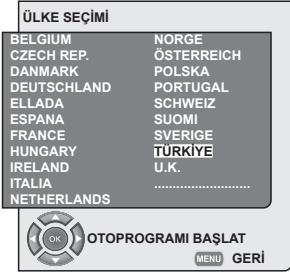 ÜLKE SEÇİMİ
BELGIUM NORGE
CZECH REP. ÖSTERREICH
DANMARK POLSKA
DEUTSCHLAND PORTUGAL
ELLADA SCHWEIZ
ESPANA SUOMI
FRANCE SVERIGE
HUNGARY TÜRKİYE
IRELAND U.K.
ITALIA ..........................
NETHERLANDS
OK OTOPROGRAMI BAŞLAT
MENU GERİ